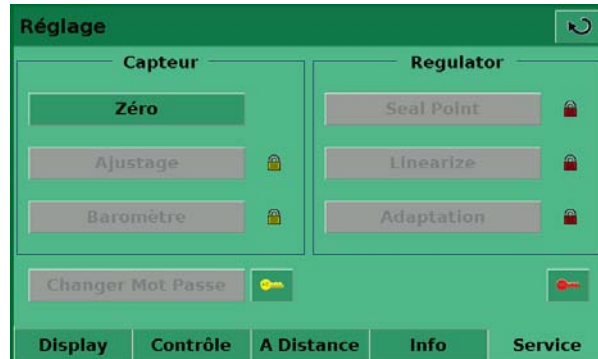 Réglage
Capteur
Zéro
Ajustage
Baromètre
Regulator
Seal Point
Linearize
Adaptation
Changer Mot Passe
Display Contrôle A Distance Info Service